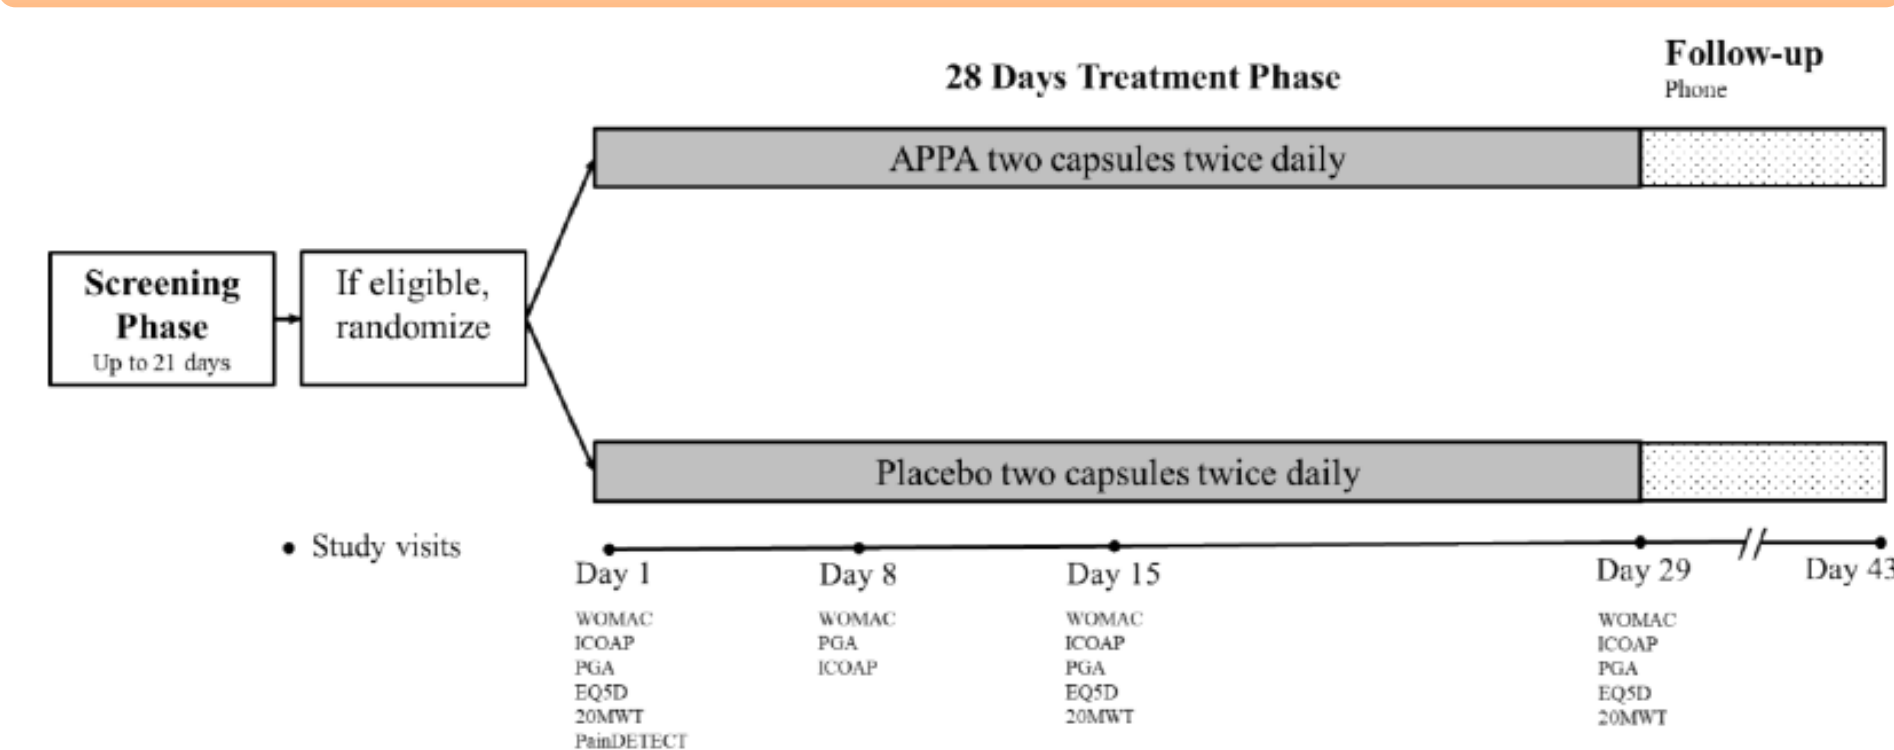 28 Days Treatment Phase
Follow-up
Phone
APPA two capsules twice daily
Screening
Phase
Up to 21 days
If eligible,
randomize
Placebo two capsules twice daily
• Study visits
Day 1
WOMAC
ICOAP
PGA
EQ5D
20MWT
PainDETECT
Day 8
WOMAC
PGA
ICOAP
Day 15
WOMAC
ICOAP
PGA
EQ5D
20MWT
Day 29
WOMAC
ICOAP
PGA
EQ5D
20MWT
Day 43